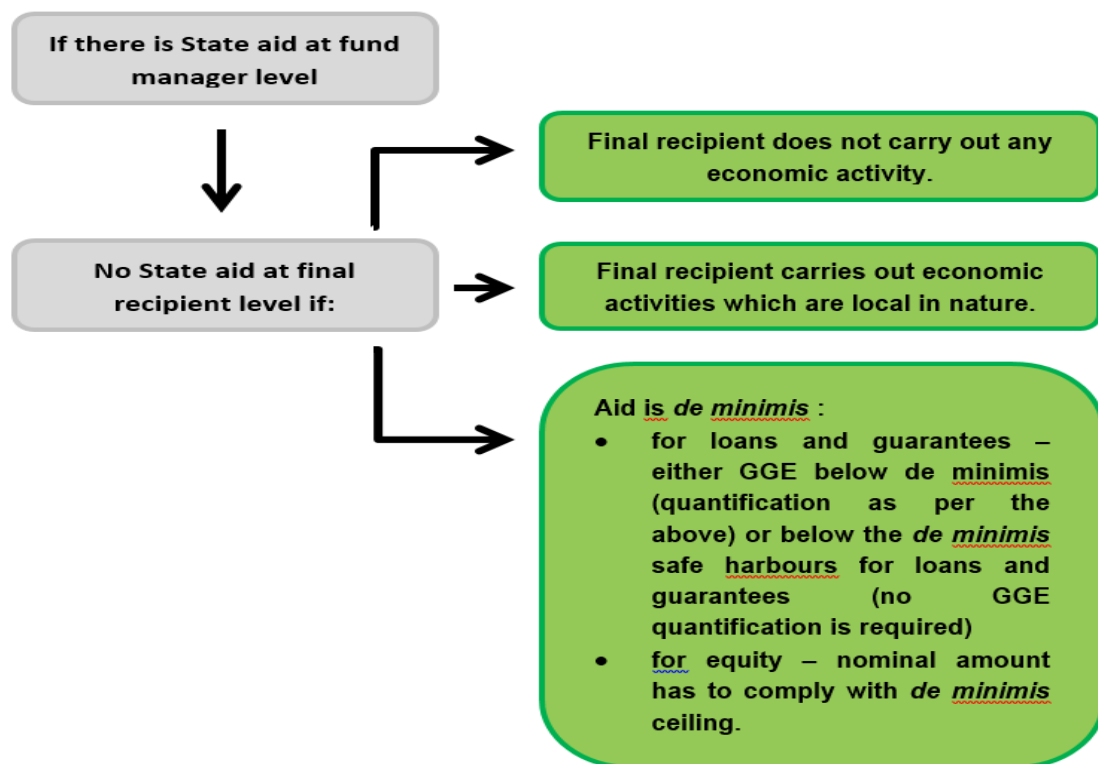 If there is State aid at fund
manager level
Final recipient does not carry out any
economic activity.
No State aid at final
recipient level if:
Final recipient carries out economic
activities which are local in nature.
Aid is de minimis :
• for loans and guarantees –
either GGE below de minimis
(quantification as per the
above) or below the de minimis
safe harbours for loans and
guarantees (no GGE
quantification is required)
• for equity – nominal amount
has to comply with de minimis
ceiling.